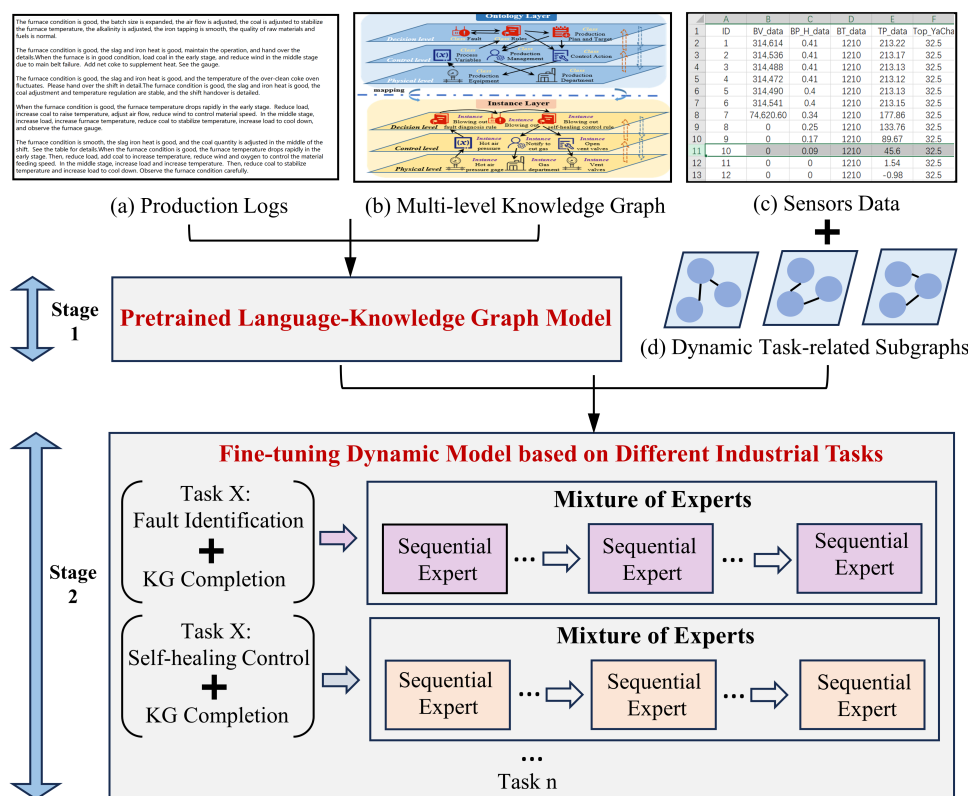 The furnace condition is good, the batch size is expanded, the air flow is adjusted, the coal is adjusted to stabilize
the furnace temperature, the alkalinity is adjusted, the iron tapping is smooth, the quality of raw materials and
fuels is normal.
The furnace condition is good, the slag and iron heat is good, maintain the operation, and hand over the
details.When the furnace is in good condition, load coal in the early stage, and reduce wind in the middle stage
due to main belt failure. Add net coke to supplement heat. See the gauge.
The furnace condition is good, the slag and iron heat is good, and the temperature of the over-clean coke oven
fluctuates. Please hand over the shift in detail.The furnace condition is good, the slag and iron heat is good, the
coal adjustment and temperature regulation are stable, and the shift handover is detailed.
When the furnace condition is good, the furnace temperature drops rapidly in the early stage. Reduce load,
increase coal to raise temperature, adjust air flow, reduce wind to control material speed. In the middle stage,
increase load, increase furnace temperature, reduce coal to stabilize temperature, increase load to cool down,
and observe the furnace gauge.
The furnace condition is smooth, the slag iron heat is good, and the coal quantity is adjusted in the middle of the
shift. See the table for details.When the furnace condition is good, the furnace temperature drops rapidly in the
early stage. Then, reduce load, add coal to increase temperature, reduce wind and oxygen to control the material
feeding speed. In the middle stage, increase load and increase temperature. Then, reduce coal to stabilize
temperature and increase load to cool down. Observe the furnace condition carefully.
(a) Production Logs
Ontology Layer
Decision level
Fault
Rules
Production
Plan and Target
Control level
(x)
Process
Variables
Production
Management
Control Action
Physical level
Production
Equipment
Production
Department
mapping
Instance Layer
Instance
Instance
Instance
Decision level
Blowing out
fault diagnosis rule
Blowing out
Blowing out
self-healing control rule
Control level
(x)
Instance
Hot air
pressure
Instance
Notify to
cut gas
Instance
Open
vent valves
Physical level
Instance
Hot air
pressure gage
Instance
Gas
department
Instance
Vent
valves
(b) Multi-level Knowledge Graph
A B C D E F
1 ID BV_data BP_H_data BT_data TP_data Top_YaCha
2 1 314.614 0.41 1210 213.22 32.5
3 2 314.536 0.41 1210 213.17 32.5
4 3 314.488 0.41 1210 213.13 32.5
5 4 314.472 0.41 1210 213.12 32.5
6 5 314.490 0.4 1210 213.13 32.5
7 6 314.541 0.4 1210 213.15 32.5
8 7 74,620.60 0.34 1210 177.86 32.5
9 8 0 0.25 1210 133.76 32.5
10 9 0 0.17 1210 89.67 32.5
11 10 0 0.09 1210 45.6 32.5
12 11 0 0 1210 1.54 32.5
13 12 0 0 1210 -0.98 32.5
(c) Sensors Data
+
(d) Dynamic Task-related Subgraphs
Stage
1
Pretrained Language-Knowledge Graph Model
Stage
2
Fine-tuning Dynamic Model based on Different Industrial Tasks
Task X:
Fault Identification
+
KG Completion
Mixture of Experts
Sequential
Expert
...
Sequential
Expert
...
Sequential
Expert
Task X:
Self-healing Control
+
KG Completion
Mixture of Experts
Sequential
Expert
...
Sequential
Expert
...
Sequential
Expert
...
Task n